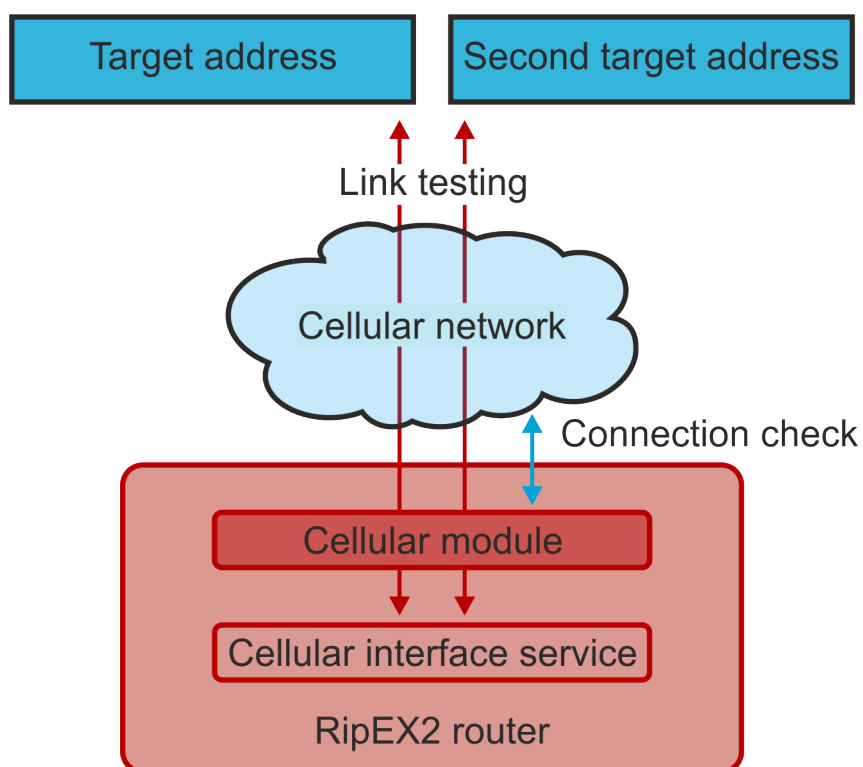 Target address
Second target address
Link testing
Cellular network
Connection check
Cellular module
Cellular interface service
RipEX2 router